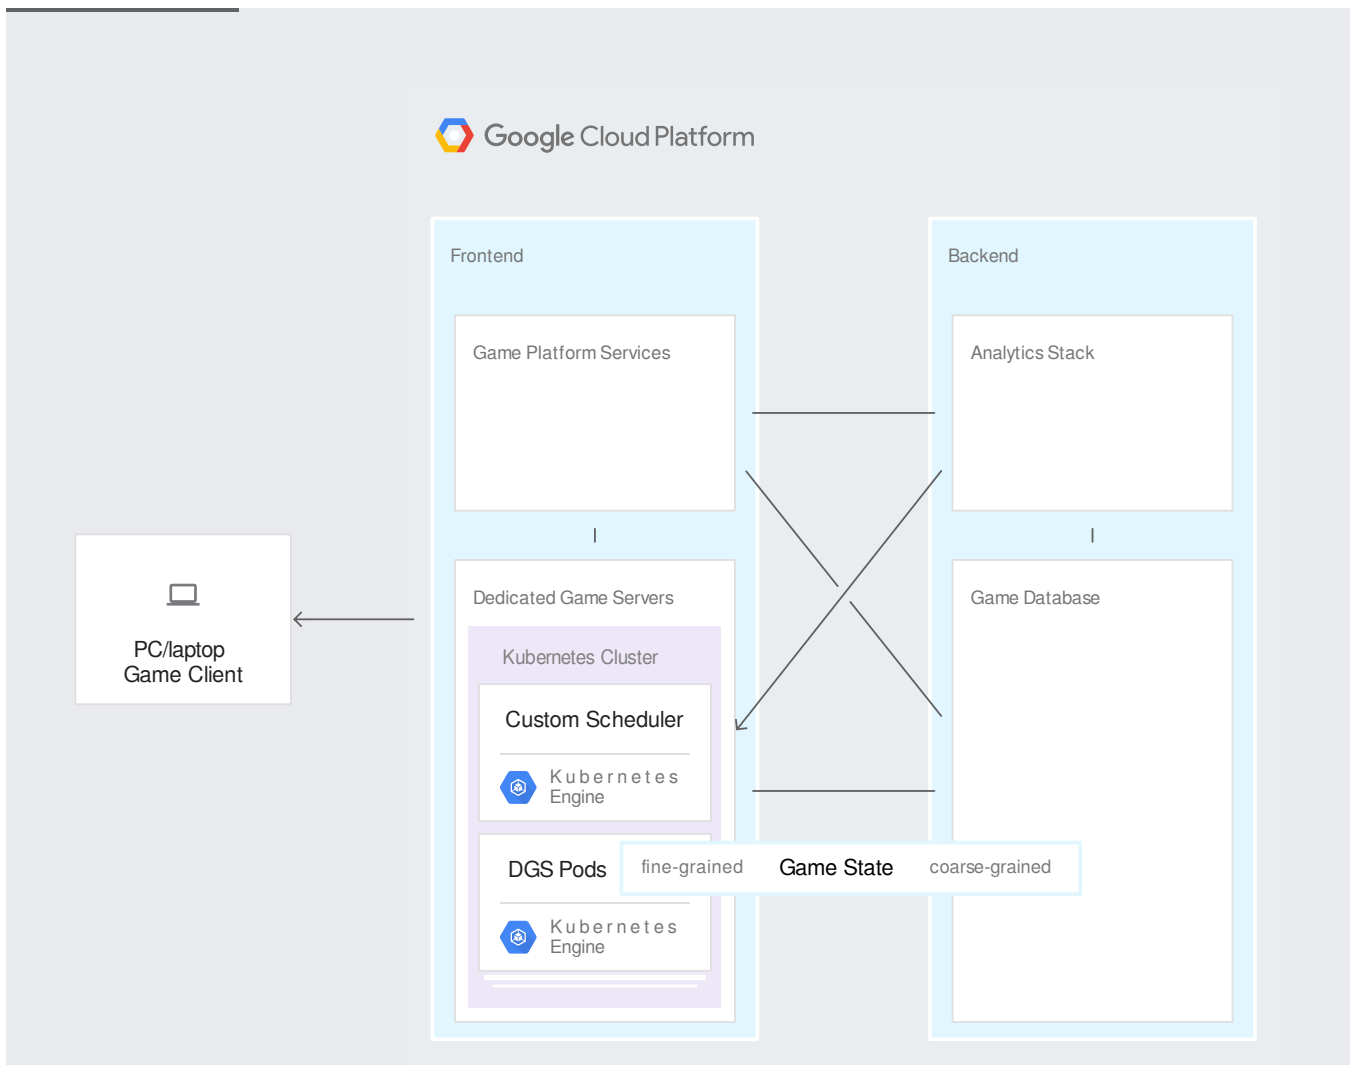 Google Cloud Platform
Frontend
Backend
Game Platform Services
Analytics Stack
PC/laptop
Game Client
Dedicated Game Servers
Kubernetes Cluster
Custom Scheduler
Kubernetes
Engine
DGS Pods
Kubernetes
Engine
Game Database
fine-grained Game State coarse-grained